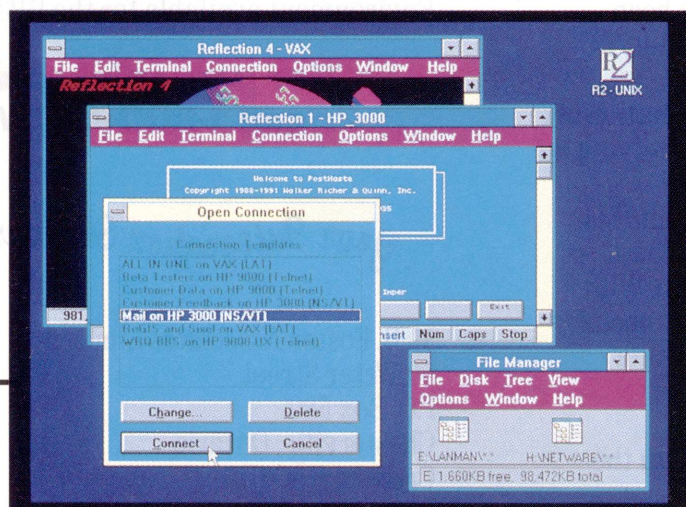 Reflection 4 - VAX
File Edit Terminal Connection Options Window Help
Reflection 4
R2 - UNIX
Reflection 1 - HP_3000
File Edit Terminal Connection Options Window Help
Welcome to PostHaste
Copyright 1988-1991 Walker Richer & Quinn, Inc.
Open Connection
Connection Templates
ALL-IN-ONE on VAX (LAT)
Beta Testers on HP 9000 (Telnet)
Customer Data on HP 9000 (Telnet)
Customer Feedback on HP 3000 (NS/VT)
Mail on HP 3000 (NS/VT)
ReGIS and Sixel on VAX (LAT)
WRQ BBS on HP 9000 UX (Telnet)
Change... Delete
Connect Cancel
Exit
981,
Num Caps Stop
File Manager
File Disk Tree View
Options Window Help
E:\LANMAN\*.* H:\NETWARE\*.*
E: 1,660KB free, 98,472KB total